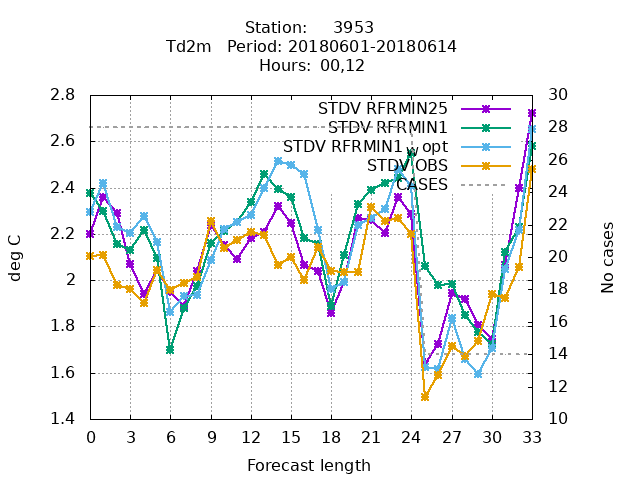 Station:     3953
Td2m   Period: 20180601-20180614
Hours:  00,12
STDV RFRMIN25
STDV RFRMIN1
STDV RFRMIN1_opt
STDV OBS
CASES
2.8
2.6
2.4
2.2
2
1.8
1.6
1.4
30
28
26
24
22
20
18
16
14
12
10
deg C
No cases
0 3 6 9 12 15 18 21 24 27 30 33
Forecast length